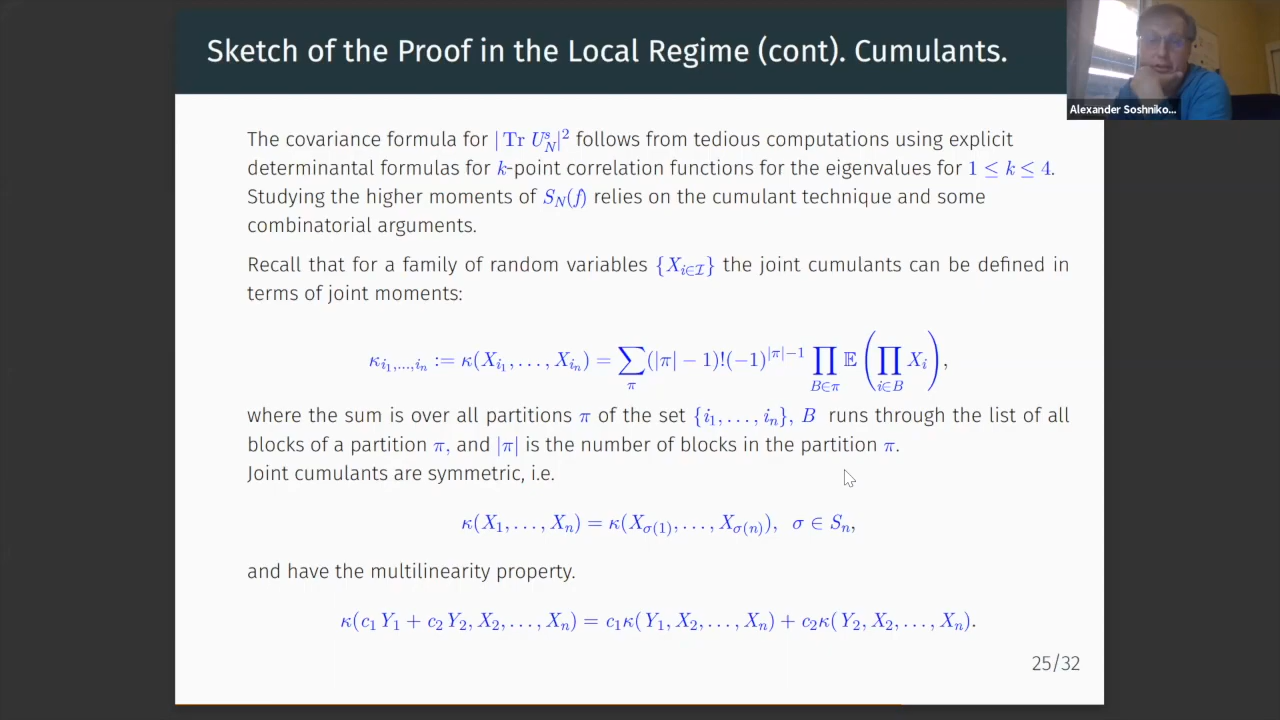 Sketch of the Proof in the Local Regime (cont). Cumulants.
Alexander Soshniko...
The covariance formula for |Tr U_N^s|^2 follows from tedious computations using explicit
determinantal formulas for k-point correlation functions for the eigenvalues for 1 ≤ k ≤ 4.
Studying the higher moments of S_N(f) relies on the cumulant technique and some
combinatorial arguments.
Recall that for a family of random variables {X_{i∈𝓘}} the joint cumulants can be defined in
terms of joint moments:
κ_{i_1,...,i_n} := κ(X_{i_1}, . . . , X_{i_n}) = ∑_π (|π| − 1)!(−1)^{|π|−1} ∏_{B∈π} 𝔼 (∏_{i∈B} X_i),
where the sum is over all partitions π of the set {i_1, . . . , i_n}, B runs through the list of all
blocks of a partition π, and |π| is the number of blocks in the partition π.
Joint cumulants are symmetric, i.e.
κ(X_1, . . . , X_n) = κ(X_{σ(1)}, . . . , X_{σ(n)}), σ ∈ S_n,
and have the multilinearity property.
κ(c_1 Y_1 + c_2 Y_2, X_2, . . . , X_n) = c_1κ(Y_1, X_2, . . . , X_n) + c_2κ(Y_2, X_2, . . . , X_n).
25/32